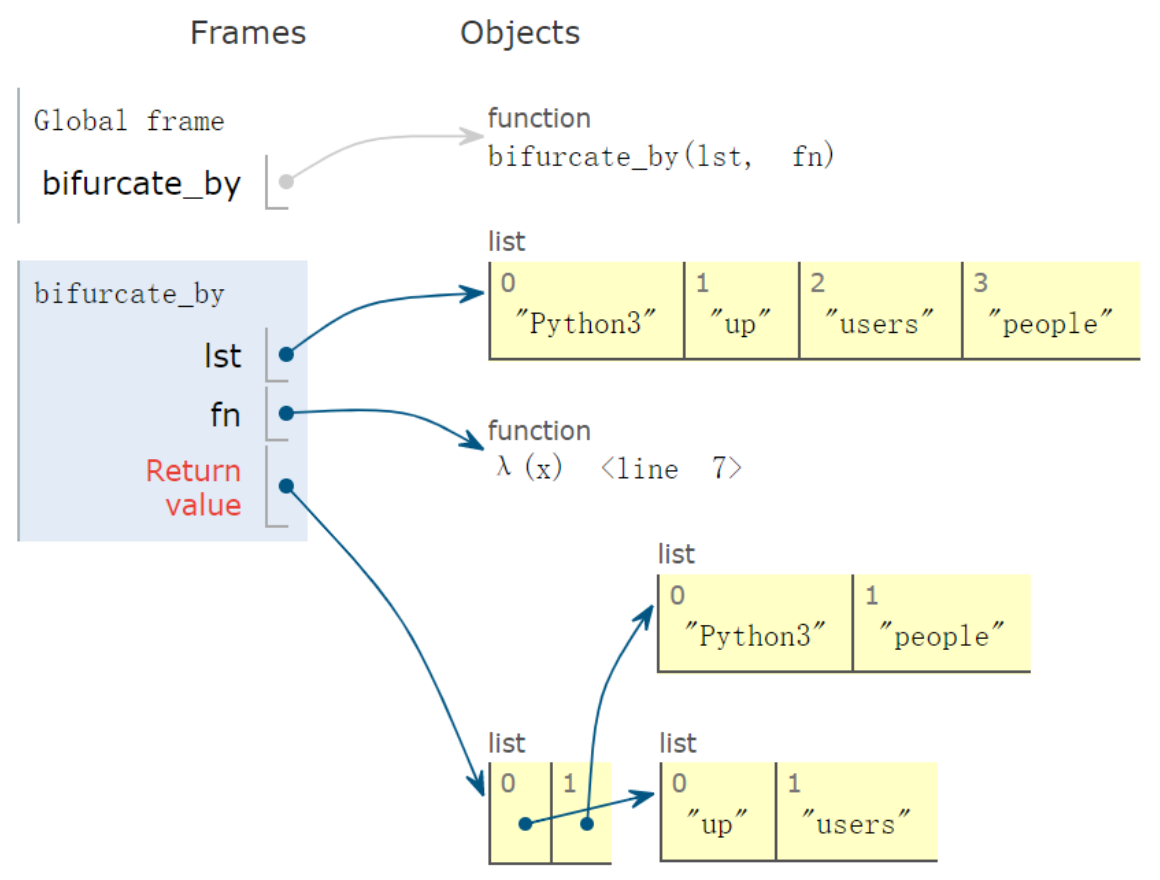 Frames Objects
Global frame
bifurcate_by
function
bifurcate_by(lst, fn)
bifurcate_by
lst
fn
Return
value
list
0 1 2 3
"Python3" "up" "users" "people"
function
λ(x) <line 7>
list
0 1
"Python3" "people"
list
0 1
list
0 1
"up" "users"